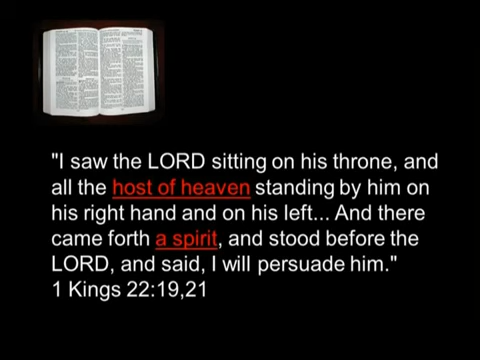 "I saw the LORD sitting on his throne, and
all the host of heaven standing by him on
his right hand and on his left... And there
came forth a spirit, and stood before the
LORD, and said, I will persuade him."
1 Kings 22:19,21